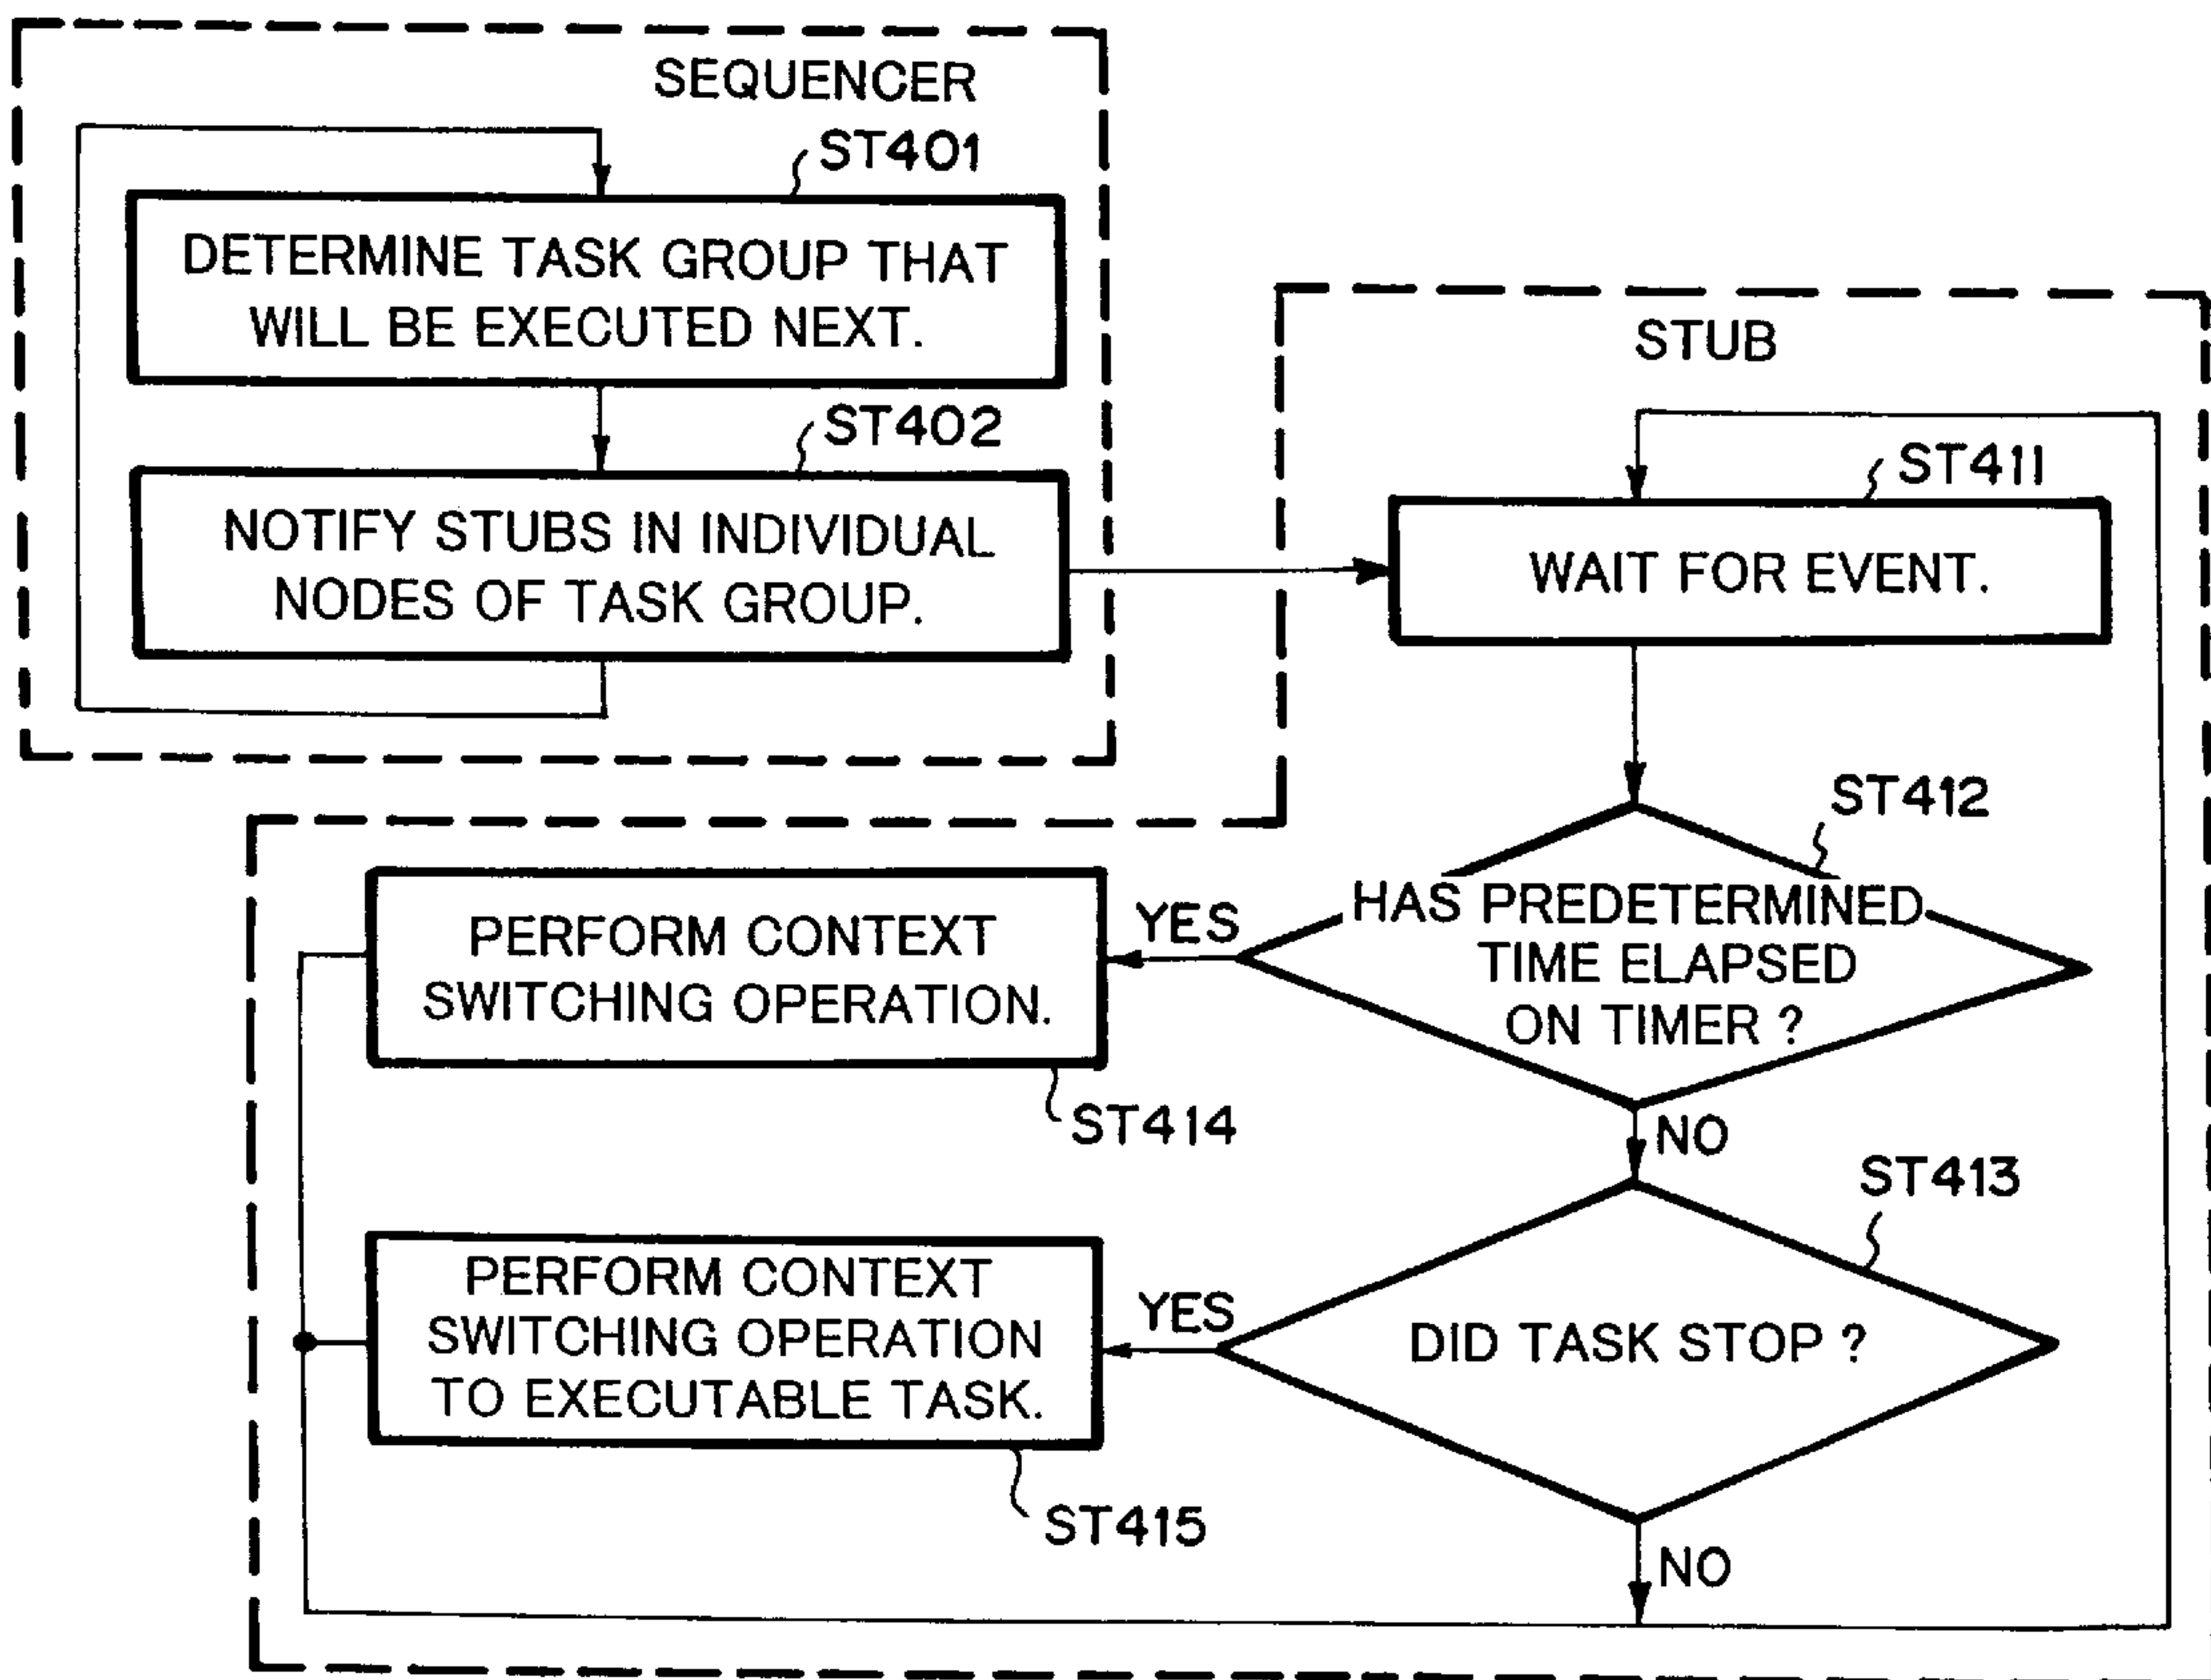 SEQUENCER
ST401
DETERMINE TASK GROUP THAT
WILL BE EXECUTED NEXT.
ST402
NOTIFY STUBS IN INDIVIDUAL
NODES OF TASK GROUP.
STUB
ST411
WAIT FOR EVENT.
ST412
HAS PREDETERMINED
TIME ELAPSED
ON TIMER ?
YES
PERFORM CONTEXT
SWITCHING OPERATION.
ST414
NO
ST413
DID TASK STOP ?
YES
PERFORM CONTEXT
SWITCHING OPERATION
TO EXECUTABLE TASK.
ST415
NO